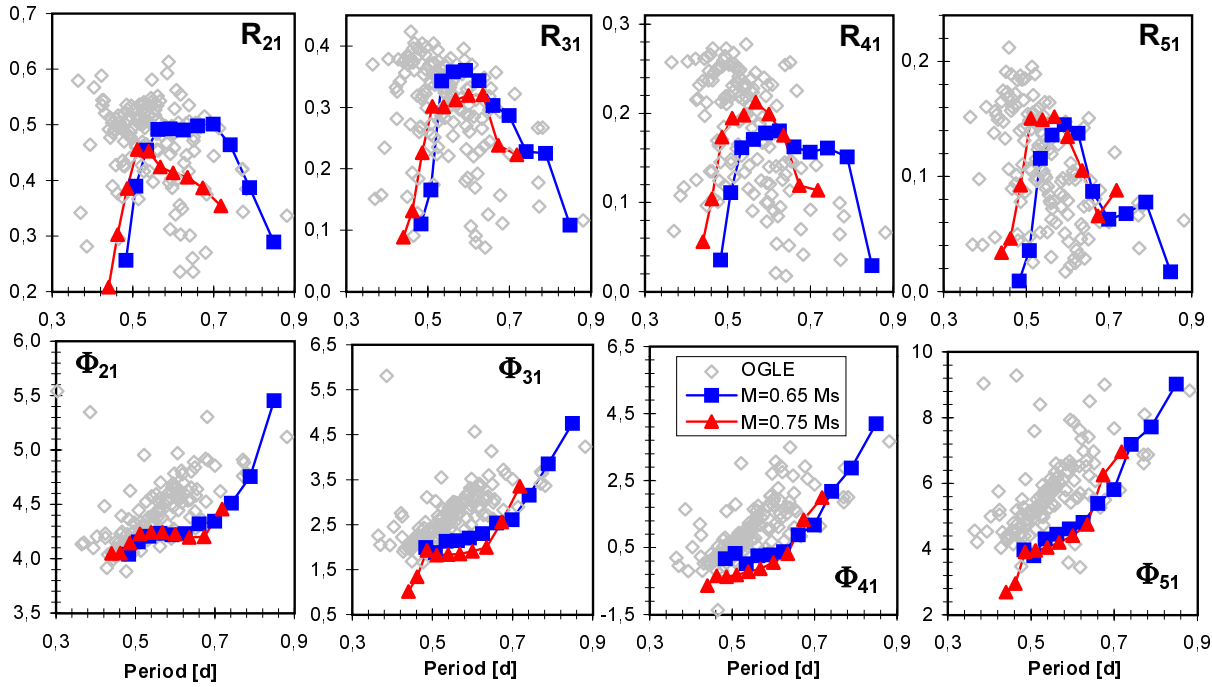 R21
0,7
0,6
0,5
0,4
0,3
0,2
0,3 0,5 0,7 0,9
R31
0,4
0,3
0,2
0,1
0,0
0,3 0,5 0,7 0,9
R41
0,3
0,2
0,1
0,0
0,3 0,5 0,7 0,9
R51
0,2
0,1
0,0
0,3 0,5 0,7 0,9
Φ21
6,0
5,5
5,0
4,5
4,0
3,5
0,3 0,5 0,7 0,9
Period [d]
Φ31
6,5
5,5
4,5
3,5
2,5
1,5
0,5
0,3 0,5 0,7 0,9
Period [d]
6,5
4,5
2,5
0,5
-1,5
OGLE
M=0.65 Ms
M=0.75 Ms
Φ41
0,3 0,5 0,7 0,9
Period [d]
10
8
6
4
2
Φ51
0,3 0,5 0,7 0,9
Period [d]